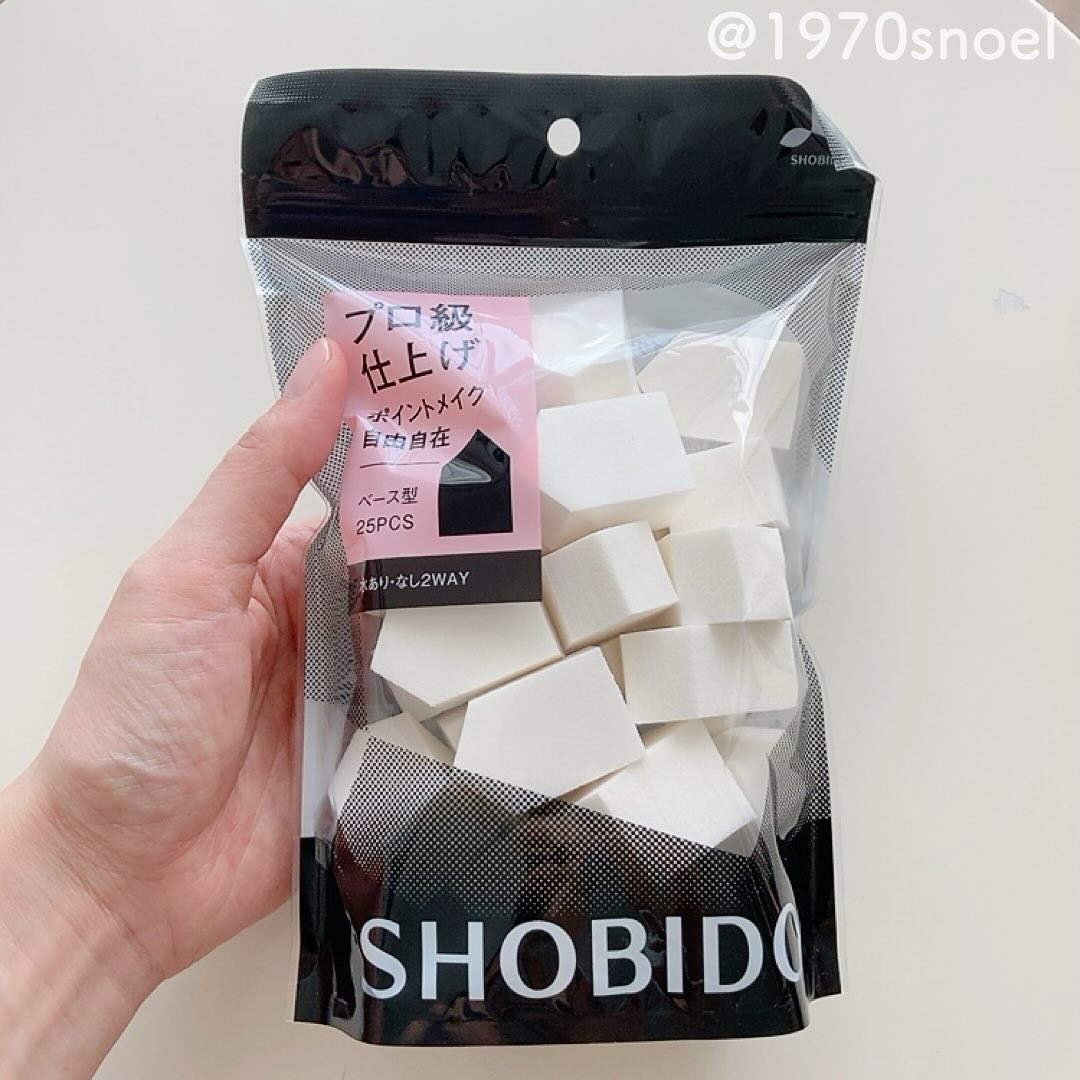 @1970snoel
SHOBI
プロ級
仕上げ
ポイントメイク
自由自在
ベース型
25PCS
水あり・なし2WAY
SHOBIDO